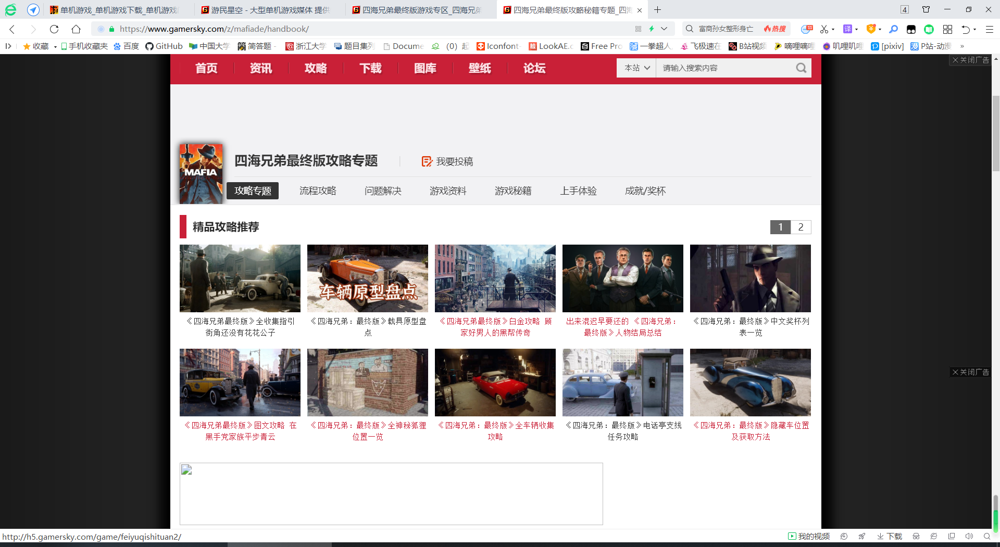 单机游戏_单机游戏下载_单机游戏
游民星空 - 大型单机游戏媒体 提供
四海兄弟最终版游戏专区_四海兄弟
四海兄弟最终版攻略秘籍专题_四海
4
https://www.gamersky.com/z/mafiade/handbook/
富商孙女整形身亡
热搜
11
译
收藏
手机收藏夹
百度
GitHub
中国大学
简答题 -
浙江大学
题目集列
Docume
(0) 起
Iconfont-
LookAE.c
Free Pro
一拳超人
飞极速在
B站视频
嘀哩嘀哩
叽哩叽哩
[pixiv]
P站-动漫
»
首页
资讯
攻略
下载
图库
壁纸
论坛
本站
请输入搜索内容
关闭广告
MAFIA
四海兄弟最终版攻略专题
我要投稿
攻略专题
流程攻略
问题解决
游戏资料
游戏秘籍
上手体验
成就/奖杯
精品攻略推荐
1
2
车辆原型盘点
《四海兄弟最终版》全收集指引
街角还没有花花公子
《四海兄弟：最终版》载具原型盘
点
《四海兄弟最终版》白金攻略 顾
家好男人的黑帮传奇
出来混迟早要还的 《四海兄弟：
最终版》人物结局总结
《四海兄弟：最终版》中文奖杯列
表一览
关闭广告
《四海兄弟最终版》图文攻略 在
黑手党家族平步青云
《四海兄弟：最终版》全神秘狐狸
位置一览
《四海兄弟：最终版》全车辆收集
攻略
《四海兄弟：最终版》电话亭支线
任务攻略
《四海兄弟：最终版》隐藏车位置
及获取方法
http://h5.gamersky.com/game/feiyuqishituan2/
我的视频
下载